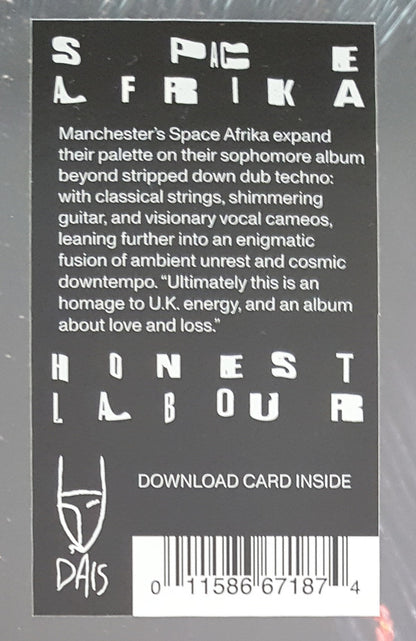 SPACE
AFRIKA
Manchester's Space Afrika expand
their palette on their sophomore album
beyond stripped down dub techno:
with classical strings, shimmering
guitar, and visionary vocal cameos,
leaning further into an enigmatic
fusion of ambient unrest and cosmic
downtempo. "Ultimately this is an
homage to U.K. energy, and an album
about love and loss."
HONEST
LABOUR
DOWNLOAD CARD INSIDE
DAIS
0 11586 67187 4